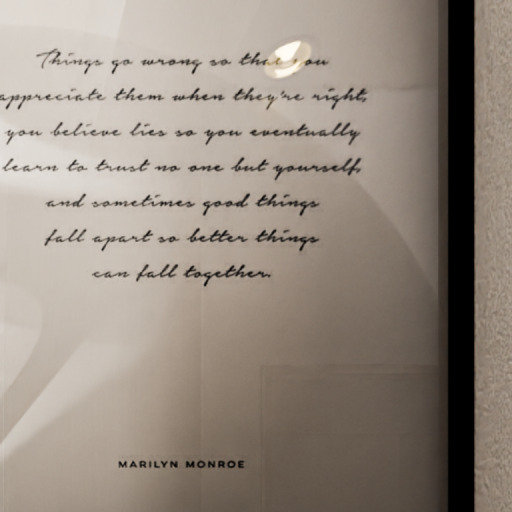 Things go wrong so that you
appreciate them when they're right,
you believe lies so you eventually
learn to trust no one but yourself,
and sometimes good things
fall apart so better things
can fall together.
MARILYN MONROE